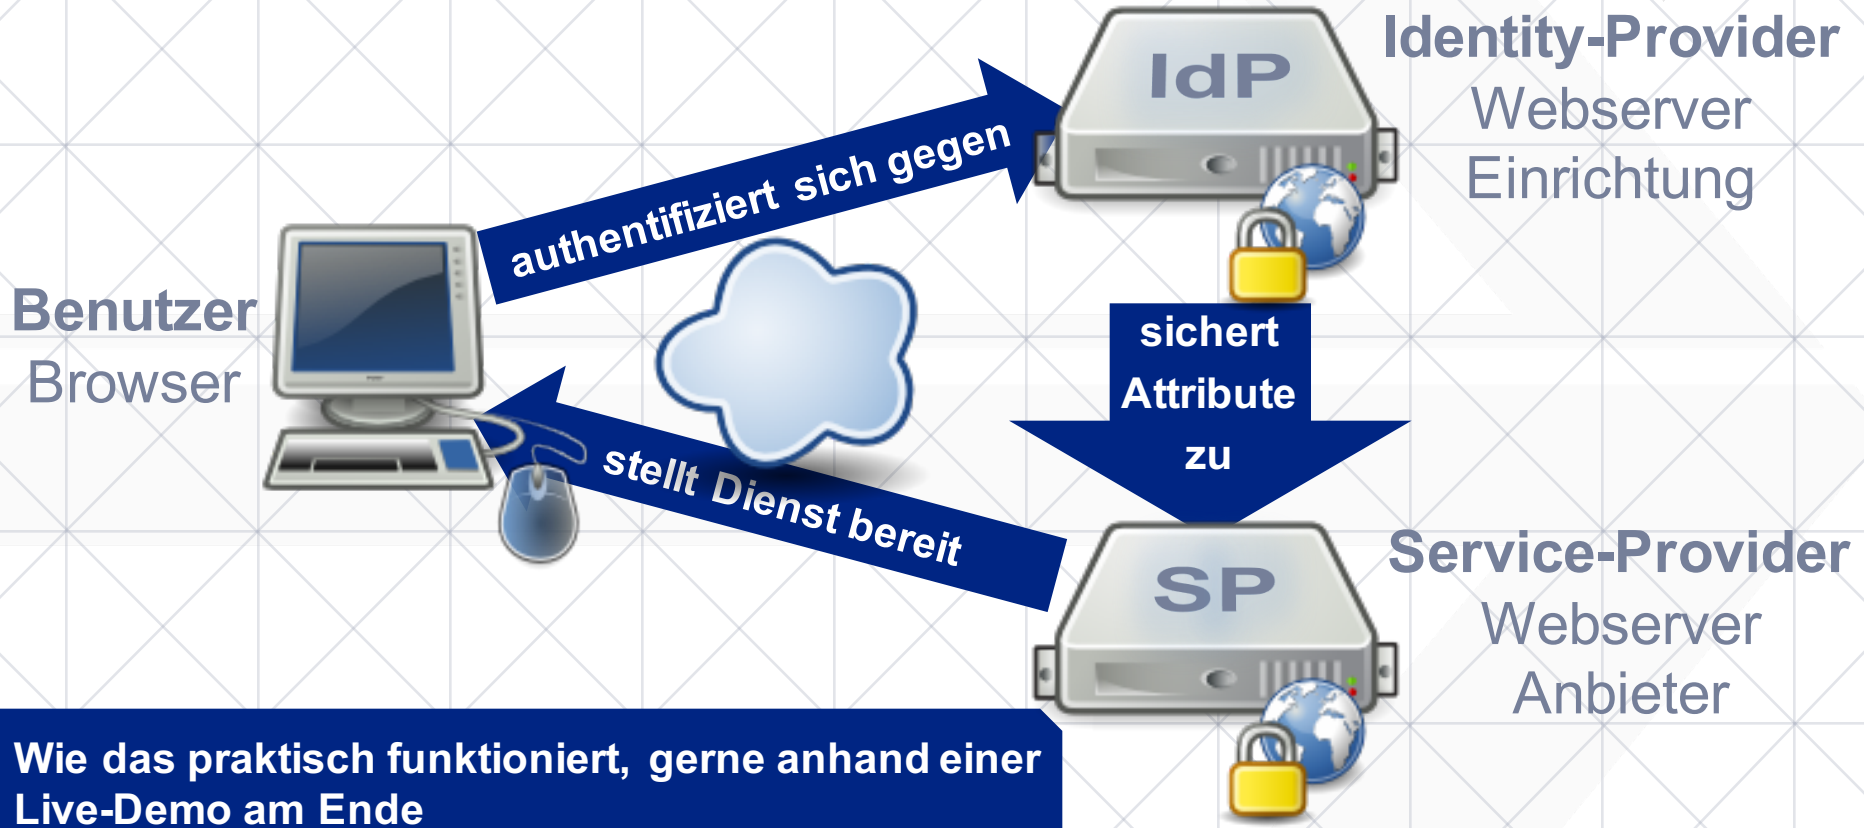 IdP
Identity-Provider
Webserver
Einrichtung
authentifiziert sich gegen
Benutzer
Browser
sichert
Attribute
zu
stellt Dienst bereit
SP
Service-Provider
Webserver
Anbieter
Wie das praktisch funktioniert, gerne anhand einer
Live-Demo am Ende